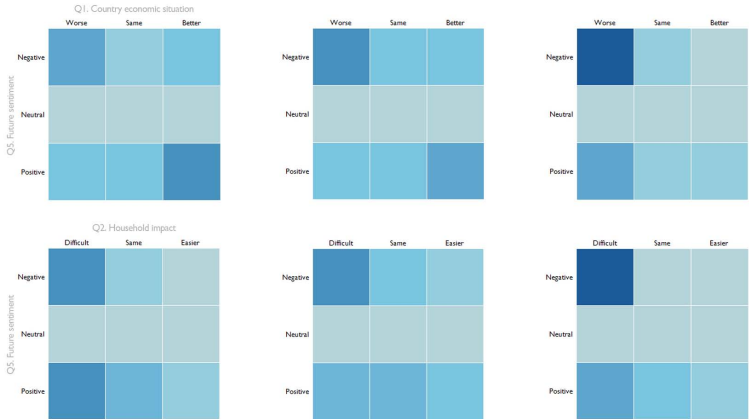 Q1. Country economic situation
Worse Same Better
Worse Same Better
Worse Same Better
Q5. Future sentiment
Negative
Neutral
Positive
Negative
Neutral
Positive
Negative
Neutral
Positive
Q2. Household impact
Difficult Same Easier
Difficult Same Easier
Difficult Same Easier
Q5. Future sentiment
Negative
Neutral
Positive
Negative
Neutral
Positive
Negative
Neutral
Positive